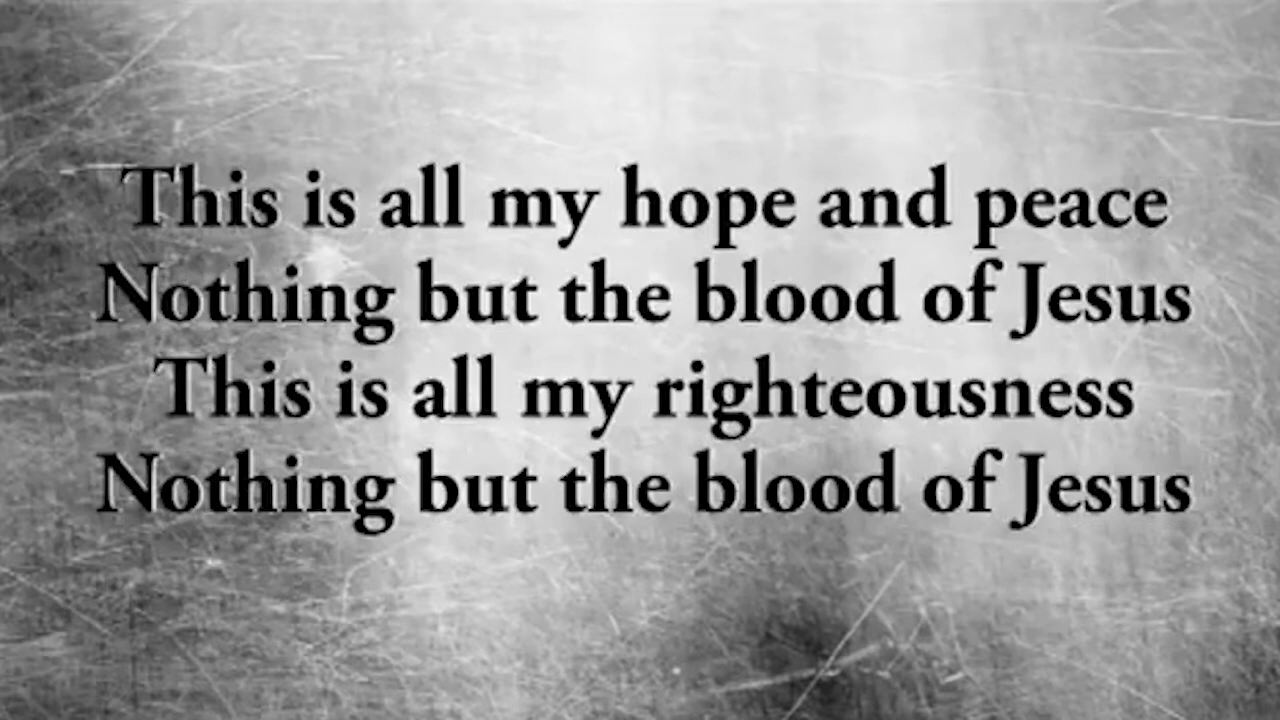 This is all my hope and peace
Nothing but the blood of Jesus
This is all my righteousness
Nothing but the blood of Jesus